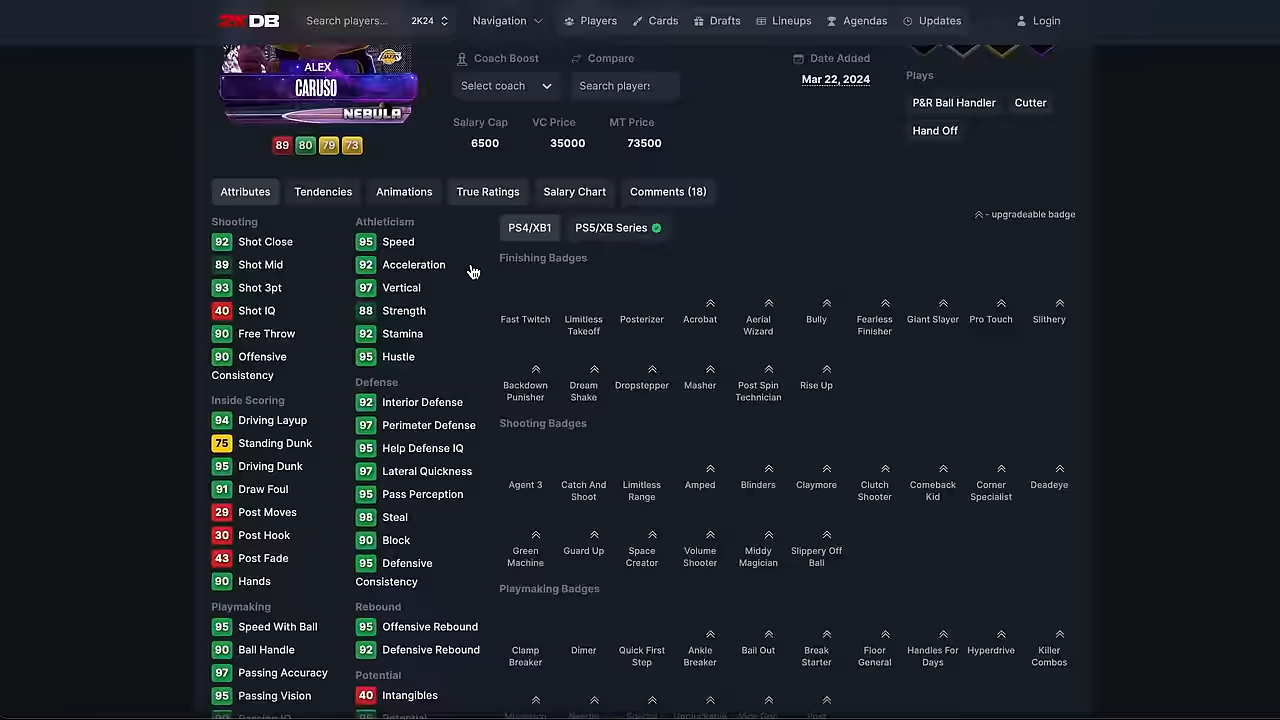 2KDB Search players... 2K24 Navigation Players Cards Drafts Lineups Agendas Updates Login
ALEX
CARUSO
NEBULA
89 80 79 73
Coach Boost Compare
Select coach Search player:
Salary Cap VC Price MT Price
6500 35000 73500
Date Added
Mar 22, 2024
Plays
P&R Ball Handler Cutter
Hand Off
Attributes Tendencies Animations True Ratings Salary Chart Comments (18)
Shooting
92 Shot Close
89 Shot Mid
93 Shot 3pt
40 Shot IQ
90 Free Throw
90 Offensive
Consistency
Inside Scoring
94 Driving Layup
75 Standing Dunk
95 Driving Dunk
91 Draw Foul
29 Post Moves
30 Post Hook
43 Post Fade
90 Hands
Playmaking
95 Speed With Ball
90 Ball Handle
97 Passing Accuracy
95 Passing Vision
Athleticism
95 Speed
92 Acceleration
97 Vertical
88 Strength
92 Stamina
95 Hustle
Defense
92 Interior Defense
97 Perimeter Defense
95 Help Defense IQ
97 Lateral Quickness
95 Pass Perception
98 Steal
90 Block
95 Defensive
Consistency
Rebound
95 Offensive Rebound
92 Defensive Rebound
Potential
40 Intangibles
- upgradeable badge
PS4/XB1 PS5/XB Series
Finishing Badges
Fast Twitch Limitless Takeoff Posterizer Acrobat Aerial Wizard Bully Fearless Finisher Giant Slayer Pro Touch Slithery
Backdown Punisher Dream Shake Dropstepper Masher Post Spin Technician Rise Up
Shooting Badges
Agent 3 Catch And Shoot Limitless Range Amped Blinders Claymore Clutch Shooter Comeback Kid Corner Specialist Deadeye
Green Machine Guard Up Space Creator Volume Shooter Middy Magician Slippery Off Ball
Playmaking Badges
Clamp Breaker Dimer Quick First Step Ankle Breaker Bail Out Break Starter Floor General Handles For Days Hyperdrive Killer Combos